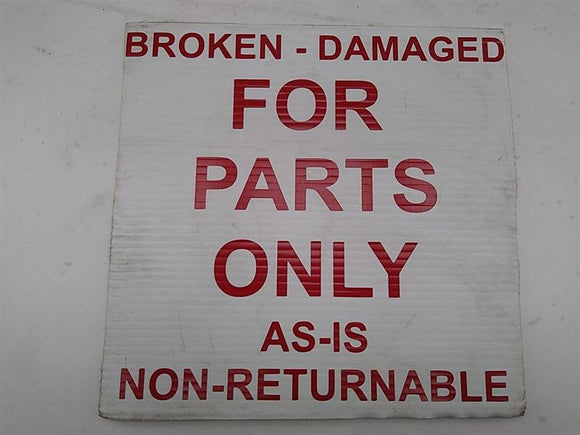 BROKEN - DAMAGED
FOR
PARTS
ONLY
AS-IS
NON-RETURNABLE